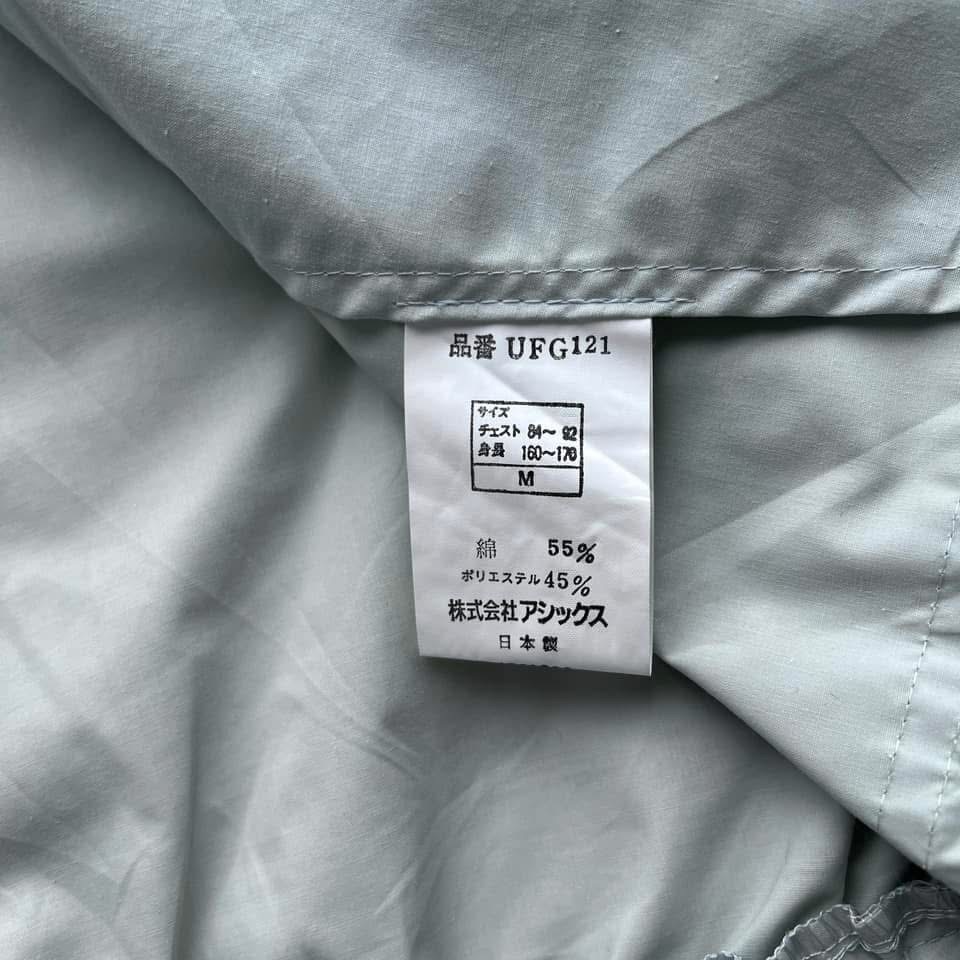 品番 UFG121
サイズ
チェスト 84～92
身長 160～170
M
綿 55%
ポリエステル 45%
株式会社アシックス
日本製